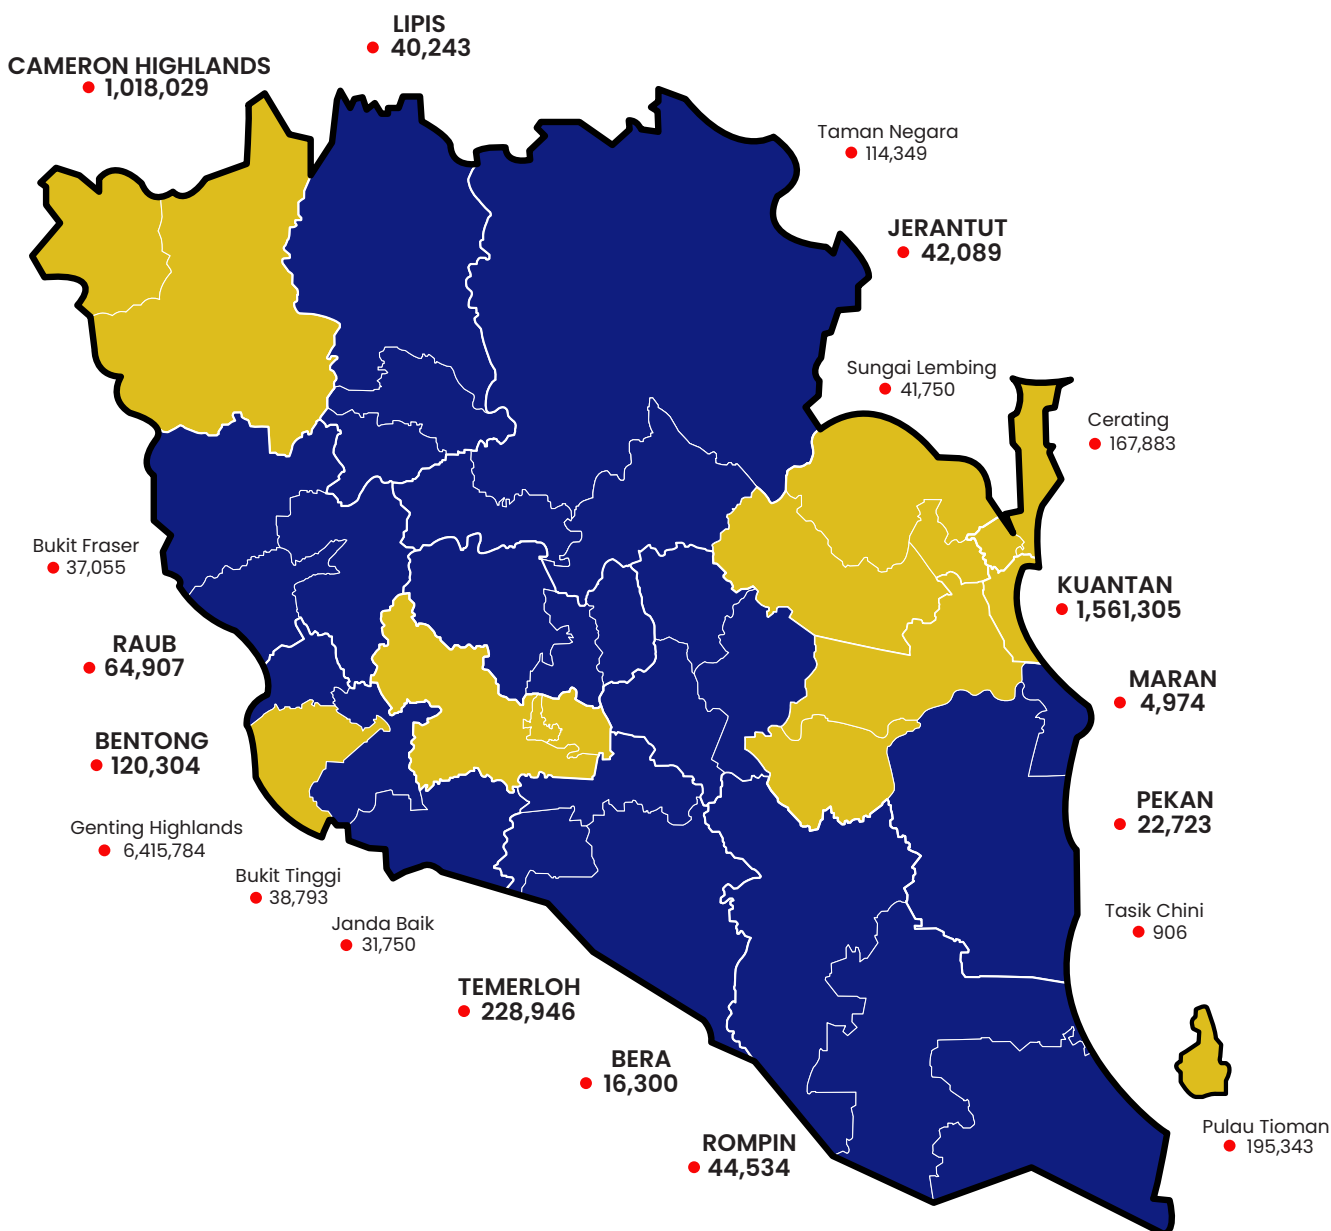 LIPIS
40,243
CAMERON HIGHLANDS
1,018,029
Taman Negara
114,349
JERANTUT
42,089
Sungai Lembing
41,750
Cerating
167,883
Bukit Fraser
37,055
KUANTAN
1,561,305
RAUB
64,907
MARAN
4,974
BENTONG
120,304
PEKAN
22,723
Genting Highlands
6,415,784
Bukit Tinggi
38,793
Janda Baik
31,750
Tasik Chini
906
TEMERLOH
228,946
BERA
16,300
Pulau Tioman
195,343
ROMPIN
44,534